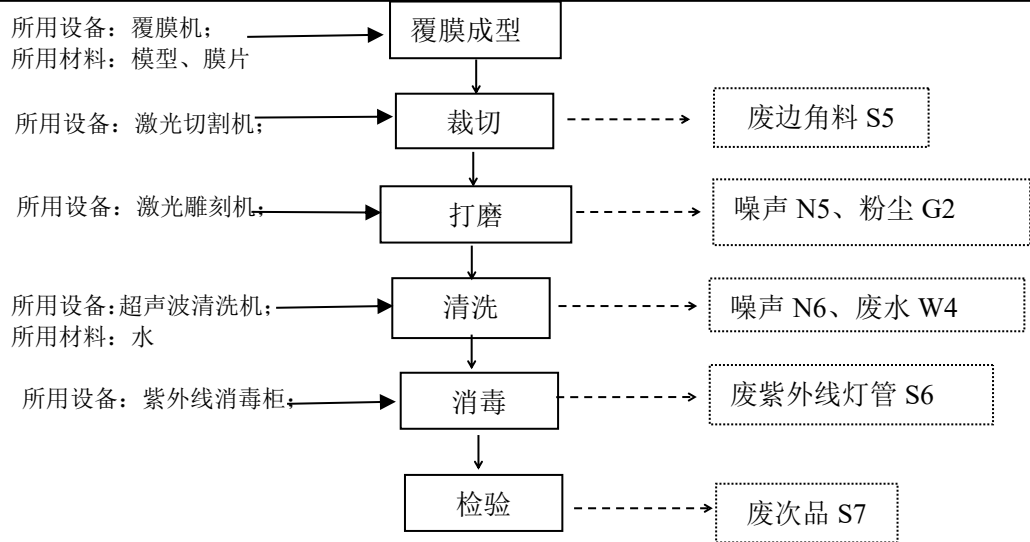 所用设备：覆膜机；
所用材料：模型、膜片
覆膜成型
所用设备：激光切割机；
裁切
废边角料 S5
所用设备：激光雕刻机；
打磨
噪声 N5、粉尘 G2
所用设备:超声波清洗机；
所用材料：水
清洗
噪声 N6、废水 W4
所用设备：紫外线消毒柜；
消毒
废紫外线灯管 S6
检验
废次品 S7